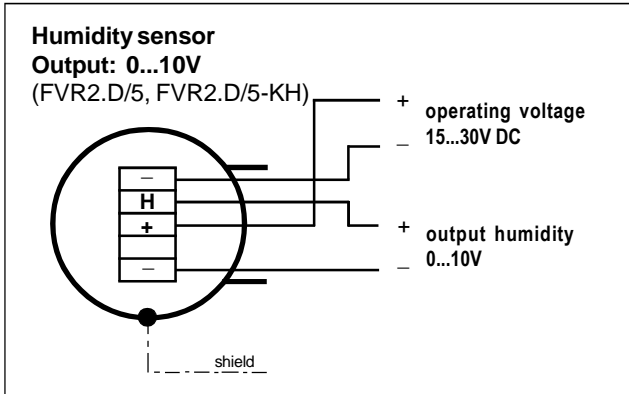 Humidity sensor
Output: 0...10V
(FVR2.D/5, FVR2.D/5-KH)
+ operating voltage
– 15...30V DC
–
H
+
–
+ output humidity
– 0...10V
shield